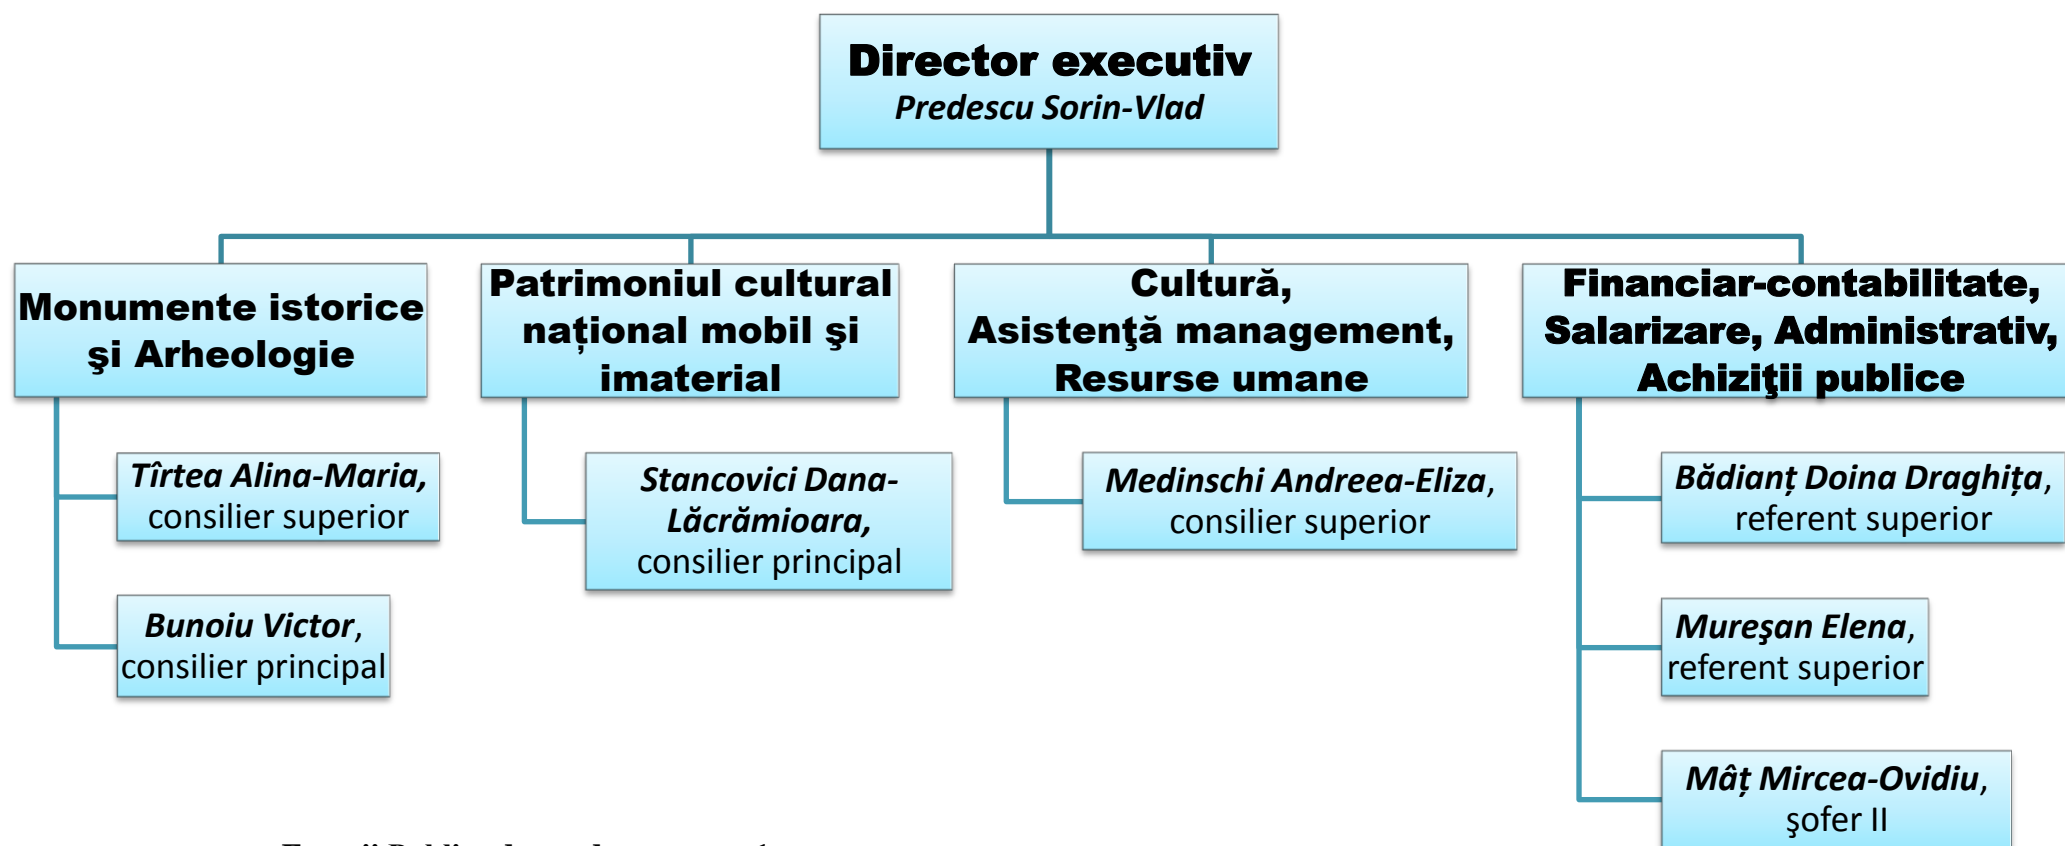 Director executiv
Predescu Sorin-Vlad
Monumente istorice
şi Arheologie
Patrimoniul cultural
național mobil şi
imaterial
Cultură,
Asistenţă management,
Resurse umane
Financiar-contabilitate,
Salarizare, Administrativ,
Achiziţii publice
Tîrtea Alina-Maria,
consilier superior
Bunoiu Victor,
consilier principal
Stancovici Dana-
Lăcrămioara,
consilier principal
Medinschi Andreea-Eliza,
consilier superior
Bădianț Doina Draghița,
referent superior
Mureşan Elena,
referent superior
Mâț Mircea-Ovidiu,
şofer II